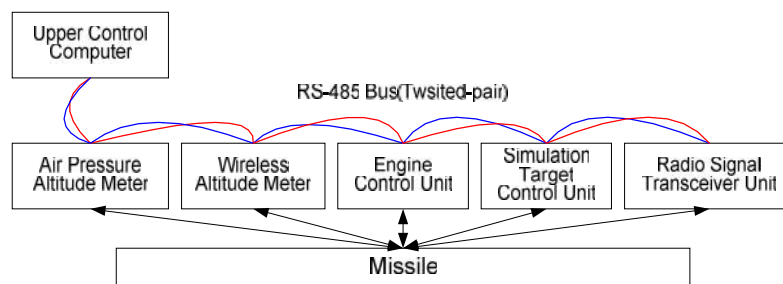 Upper Control
Computer
RS-485 Bus(Twsited-pair)
Air Pressure
Altitude Meter
Wireless
Altitude Meter
Engine
Control Unit
Simulation
Target
Control Unit
Radio Signal
Transceiver Unit
Missile